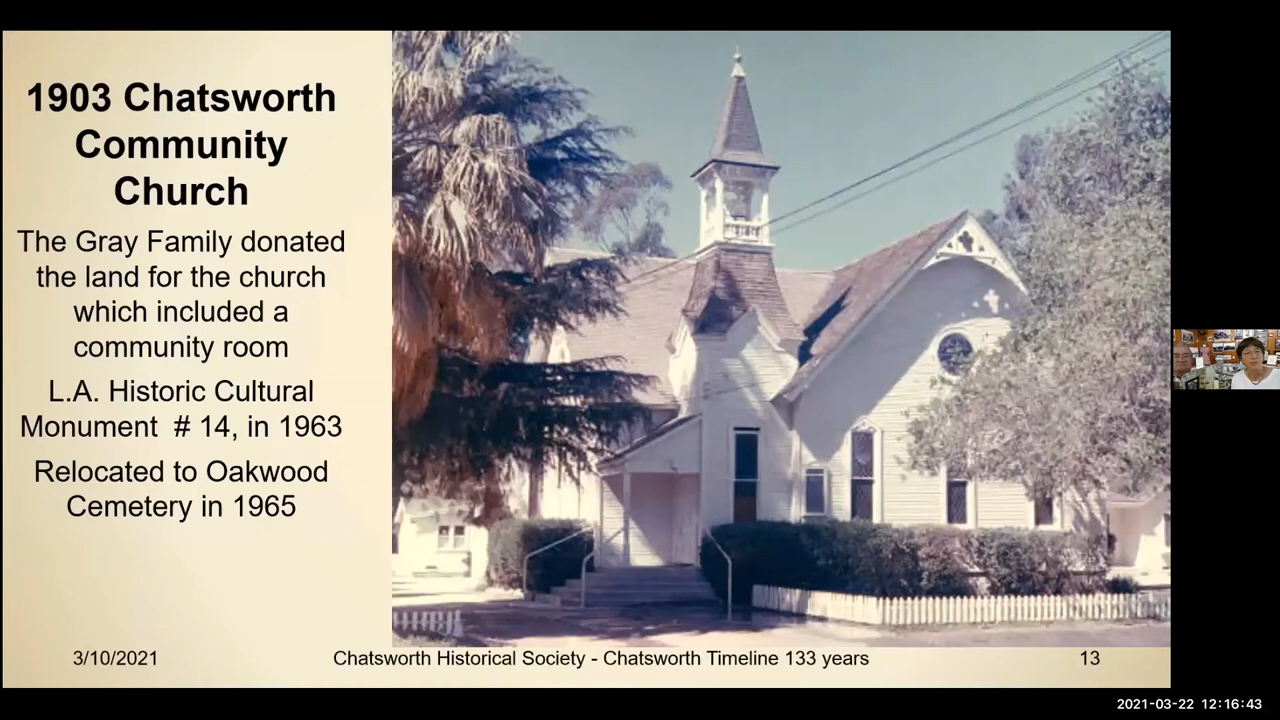 1903 Chatsworth
Community
Church
The Gray Family donated
the land for the church
which included a
community room
L.A. Historic Cultural
Monument # 14, in 1963
Relocated to Oakwood
Cemetery in 1965
3/10/2021
Chatsworth Historical Society - Chatsworth Timeline 133 years
13
2021-03-22 12:16:43